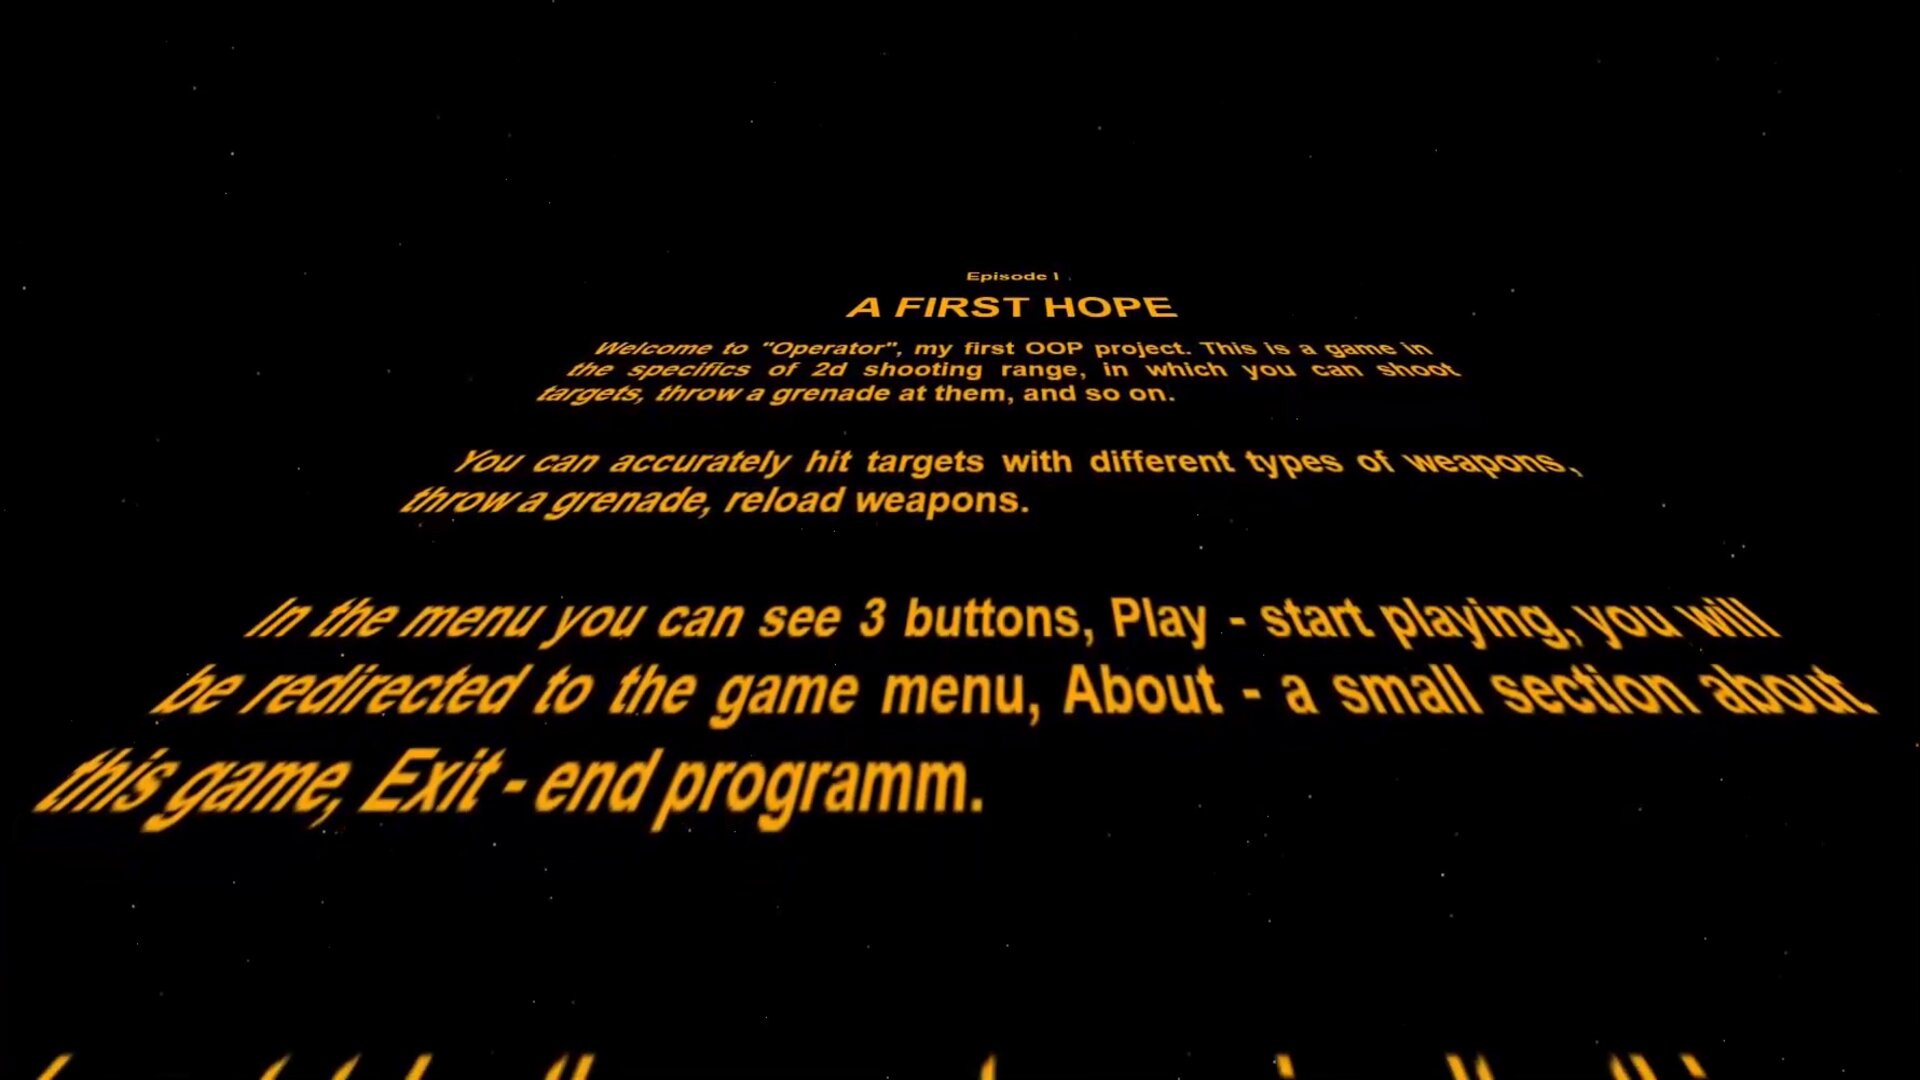 Episode I
A FIRST HOPE
Welcome to "Operator", my first OOP project. This is a game in
the specifics of 2d shooting range, in which you can shoot
targets, throw a grenade at them, and so on.
You can accurately hit targets with different types of weapons,
throw a grenade, reload weapons.
In the menu you can see 3 buttons, Play - start playing, you will
be redirected to the game menu, About - a small section about
this game, Exit - end programm.